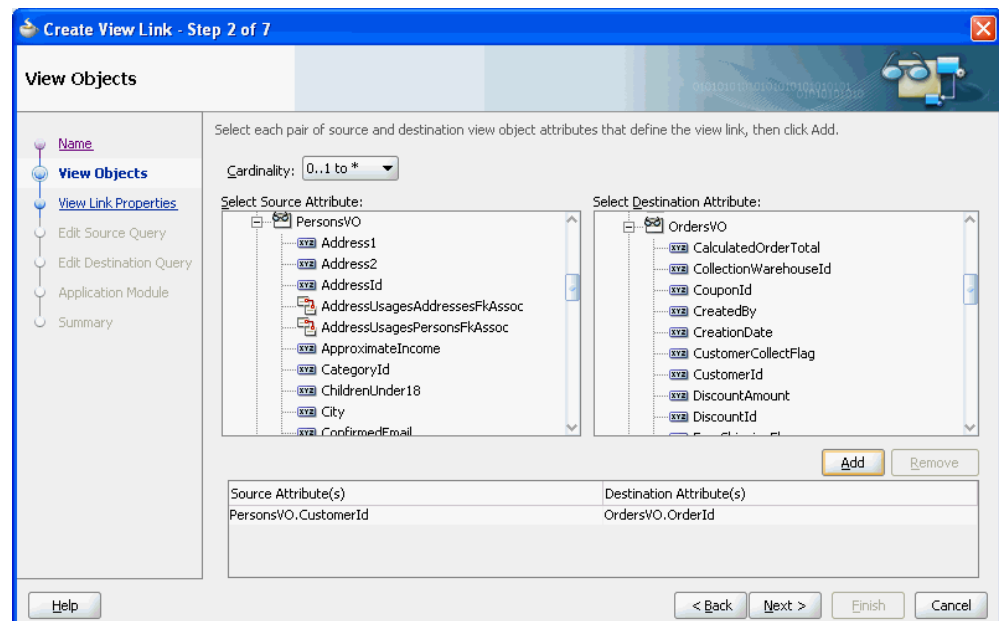 Create View Link - Step 2 of 7
View Objects
Name
View Objects
View Link Properties
Edit Source Query
Edit Destination Query
Application Module
Summary
Select each pair of source and destination view object attributes that define the view link, then click Add.
Cardinality: 0..1 to *
Select Source Attribute:
PersonsVO
Address1
Address2
AddressId
AddressUsagesAddressesFkAssoc
AddressUsagesPersonsFkAssoc
ApproximateIncome
CategoryId
ChildrenUnder18
City
ConfirmedEmail
Select Destination Attribute:
OrdersVO
CalculatedOrderTotal
CollectionWarehouseId
CouponId
CreatedBy
CreationDate
CustomerCollectFlag
CustomerId
DiscountAmount
DiscountId
Add Remove
Source Attribute(s) Destination Attribute(s)
PersonsVO.CustomerId OrdersVO.OrderId
Help < Back Next > Finish Cancel